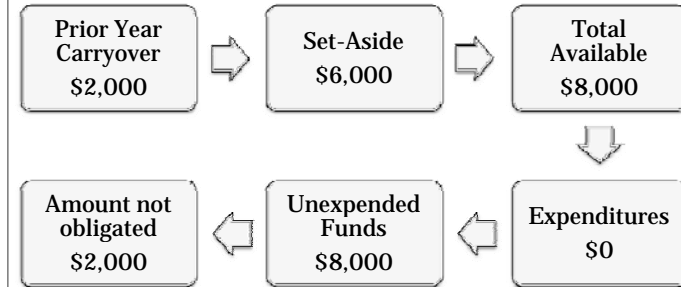 Prior Year
Carryover
$2,000
Set-Aside
$6,000
Total
Available
$8,000
Expenditures
$0
Unexpended
Funds
$8,000
Amount not
obligated
$2,000